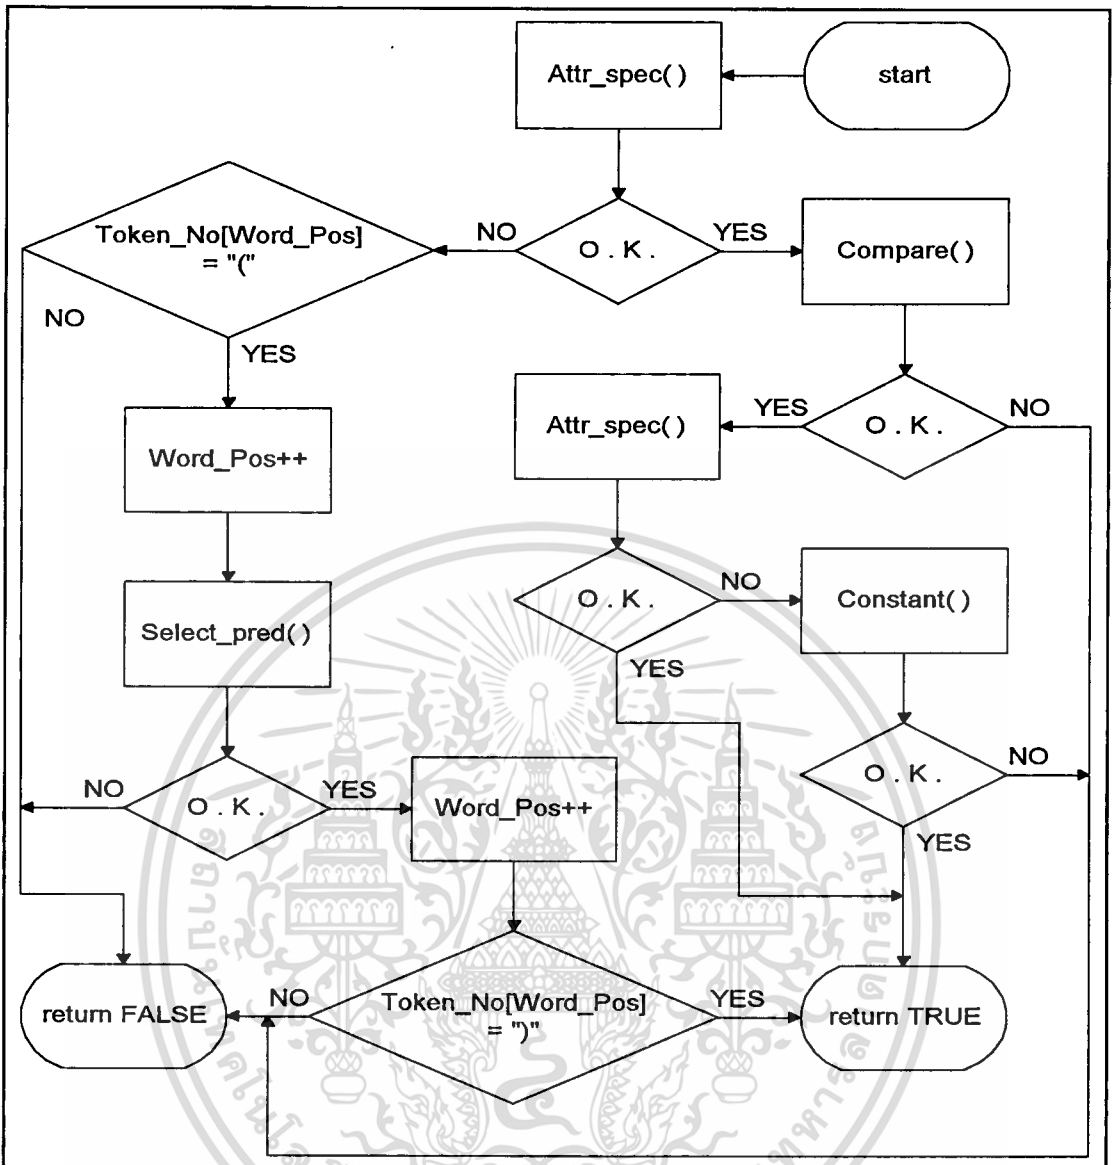 Attr_spec()
start
Token_No[Word_Pos]
= "("
NO
O.K.
YES
Compare()
NO
YES
Attr_spec()
YES
O.K.
NO
Word_Pos++
O.K.
NO
Constant()
Select_pred()
YES
NO
O.K.
YES
Word_Pos++
O.K.
NO
YES
return FALSE
NO
Token_No[Word_Pos]
= ")"
YES
return TRUE